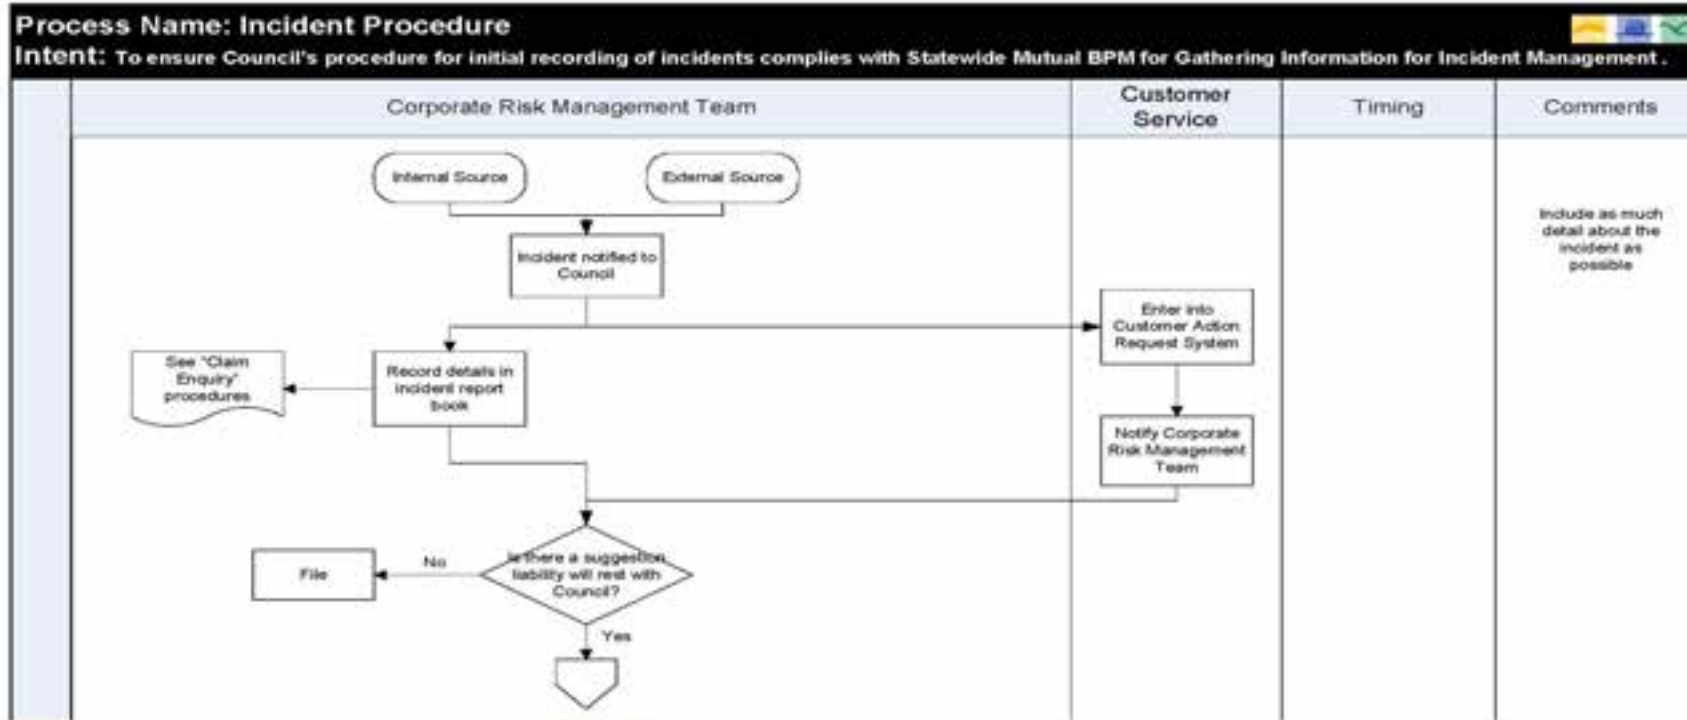 Process Name: Incident Procedure
Intent: To ensure Council's procedure for initial recording of incidents complies with Statewide Mutual BPM for Gathering Information for Incident Management.
Corporate Risk Management Team
Customer
Service
Timing
Comments
Internal Source
External Source
Include as much
detail about the
incident as
possible
Incident notified to
Council
Enter into
Customer Action
Request System
See "Claim
Enquiry"
procedures
Record details in
incident report
book
Notify Corporate
Risk Management
Team
Is there a suggestion
liability will rest with
Council?
No
File
Yes